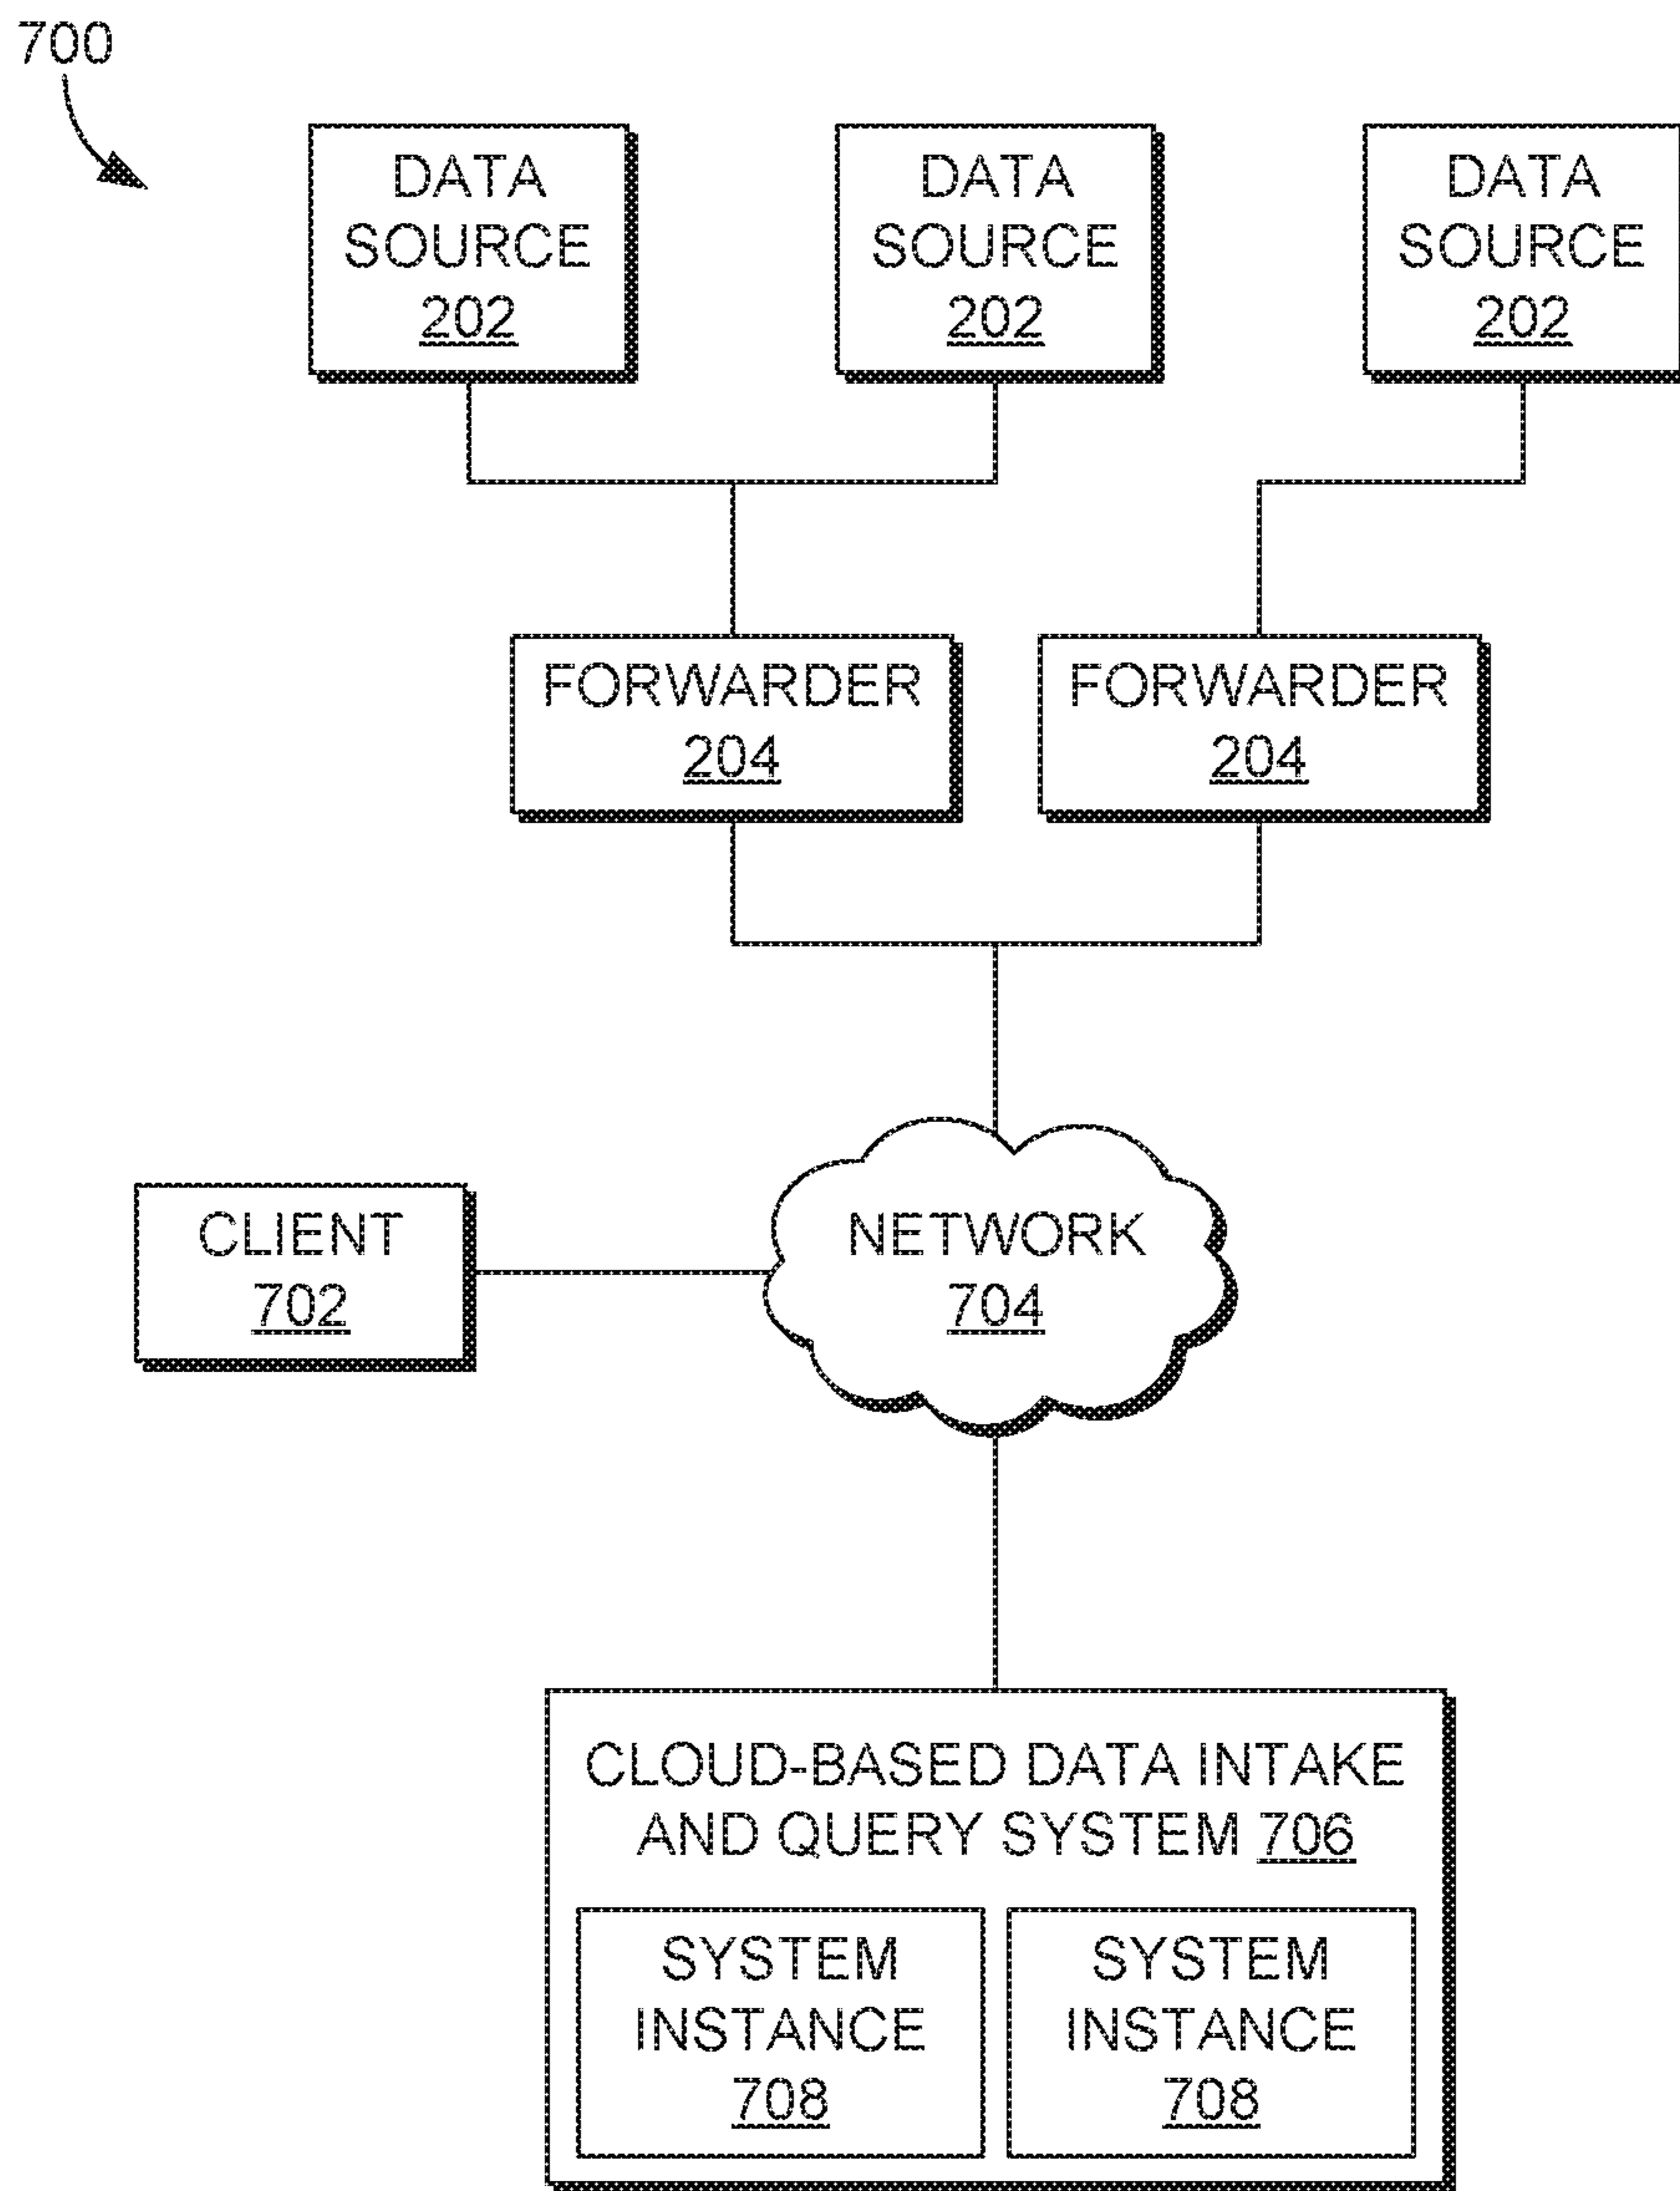 700
DATA
SOURCE
202
DATA
SOURCE
202
DATA
SOURCE
202
FORWARDER
204
FORWARDER
204
CLIENT
702
NETWORK
704
CLOUD-BASED DATA INTAKE
AND QUERY SYSTEM 706
SYSTEM
INSTANCE
708
SYSTEM
INSTANCE
708